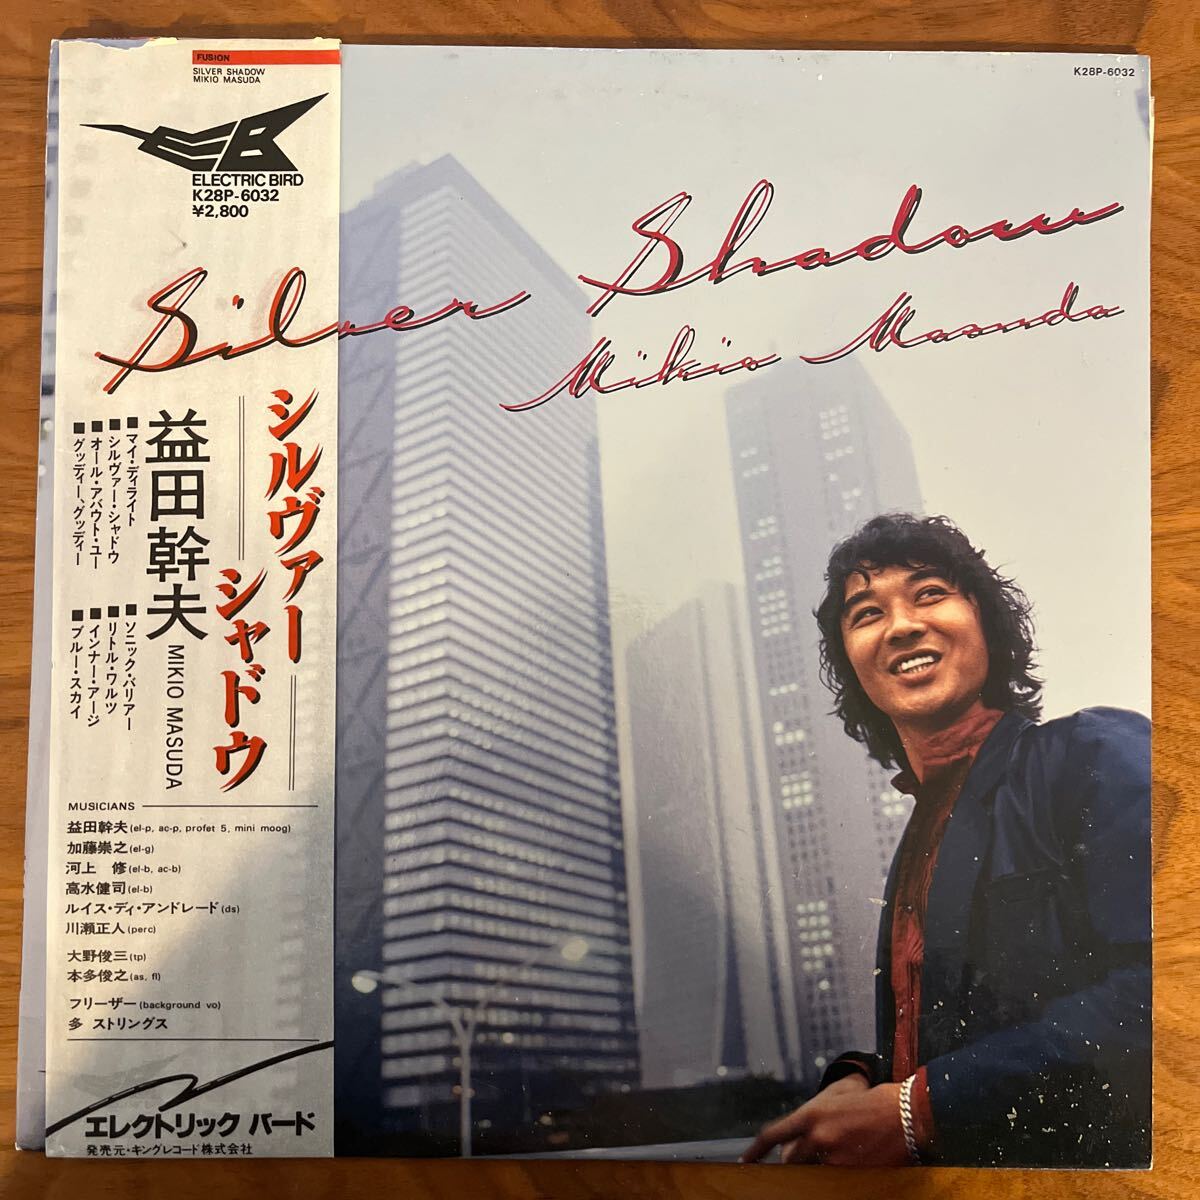 FUSION
SILVER SHADOW
MIKIO MASUDA
EB
ELECTRIC BIRD
K28P-6032
¥2,800
K28P-6032
Silver Shadow
Mikio Masuda
シルヴァー
シャドウ
益田幹夫 MIKIO MASUDA
■マイ・ディライト
■シルヴァー・シャドウ
■オール・アバウト・ユー
■グッディー、グッディー
■ソニック・バリアー
■リトル・ワルツ
■インナー・アージ
■ブルー・スカイ
MUSICIANS
益田幹夫(el-p, ac-p, profet 5, mini moog)
加藤崇之(el-g)
河上 修(el-b, ac-b)
高水健司(el-b)
ルイス・ディ・アンドレード(ds)
川瀬正人(perc)
大野俊三(tp)
本多俊之(as, fl)
フリーザー(background vo)
多 ストリングス
エレクトリック バード
発売元・キングレコード株式会社